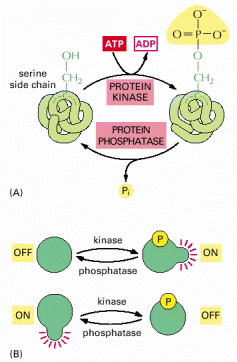 O⁻
O=P—O⁻
O
OH
CH₂
ATP
ADP
CH₂
serine
side chain
PROTEIN
KINASE
PROTEIN
PHOSPHATASE
(A)
Pi
OFF
kinase
phosphatase
P
ON
ON
kinase
phosphatase
P
OFF
(B)